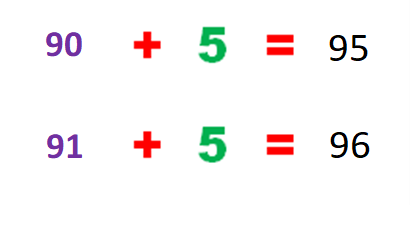 90 + 5 = 95
91 + 5 = 96